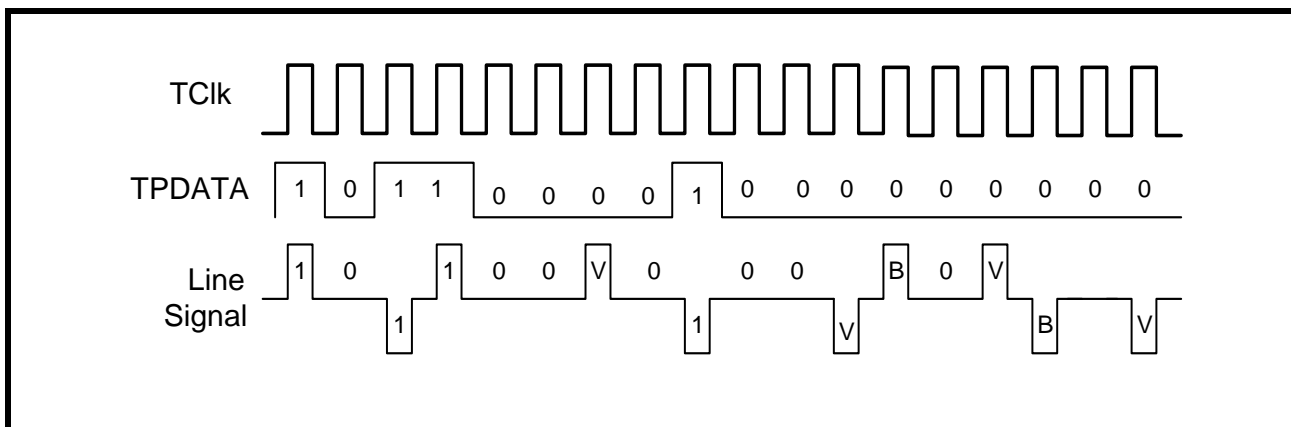 TClk
TPDATA 1 0 1 1 0 0 0 0 1 0 0 0 0 0 0 0 0 0
Line Signal 1 0 1 1 0 0 V 0 1 0 0 V B 0 V B V